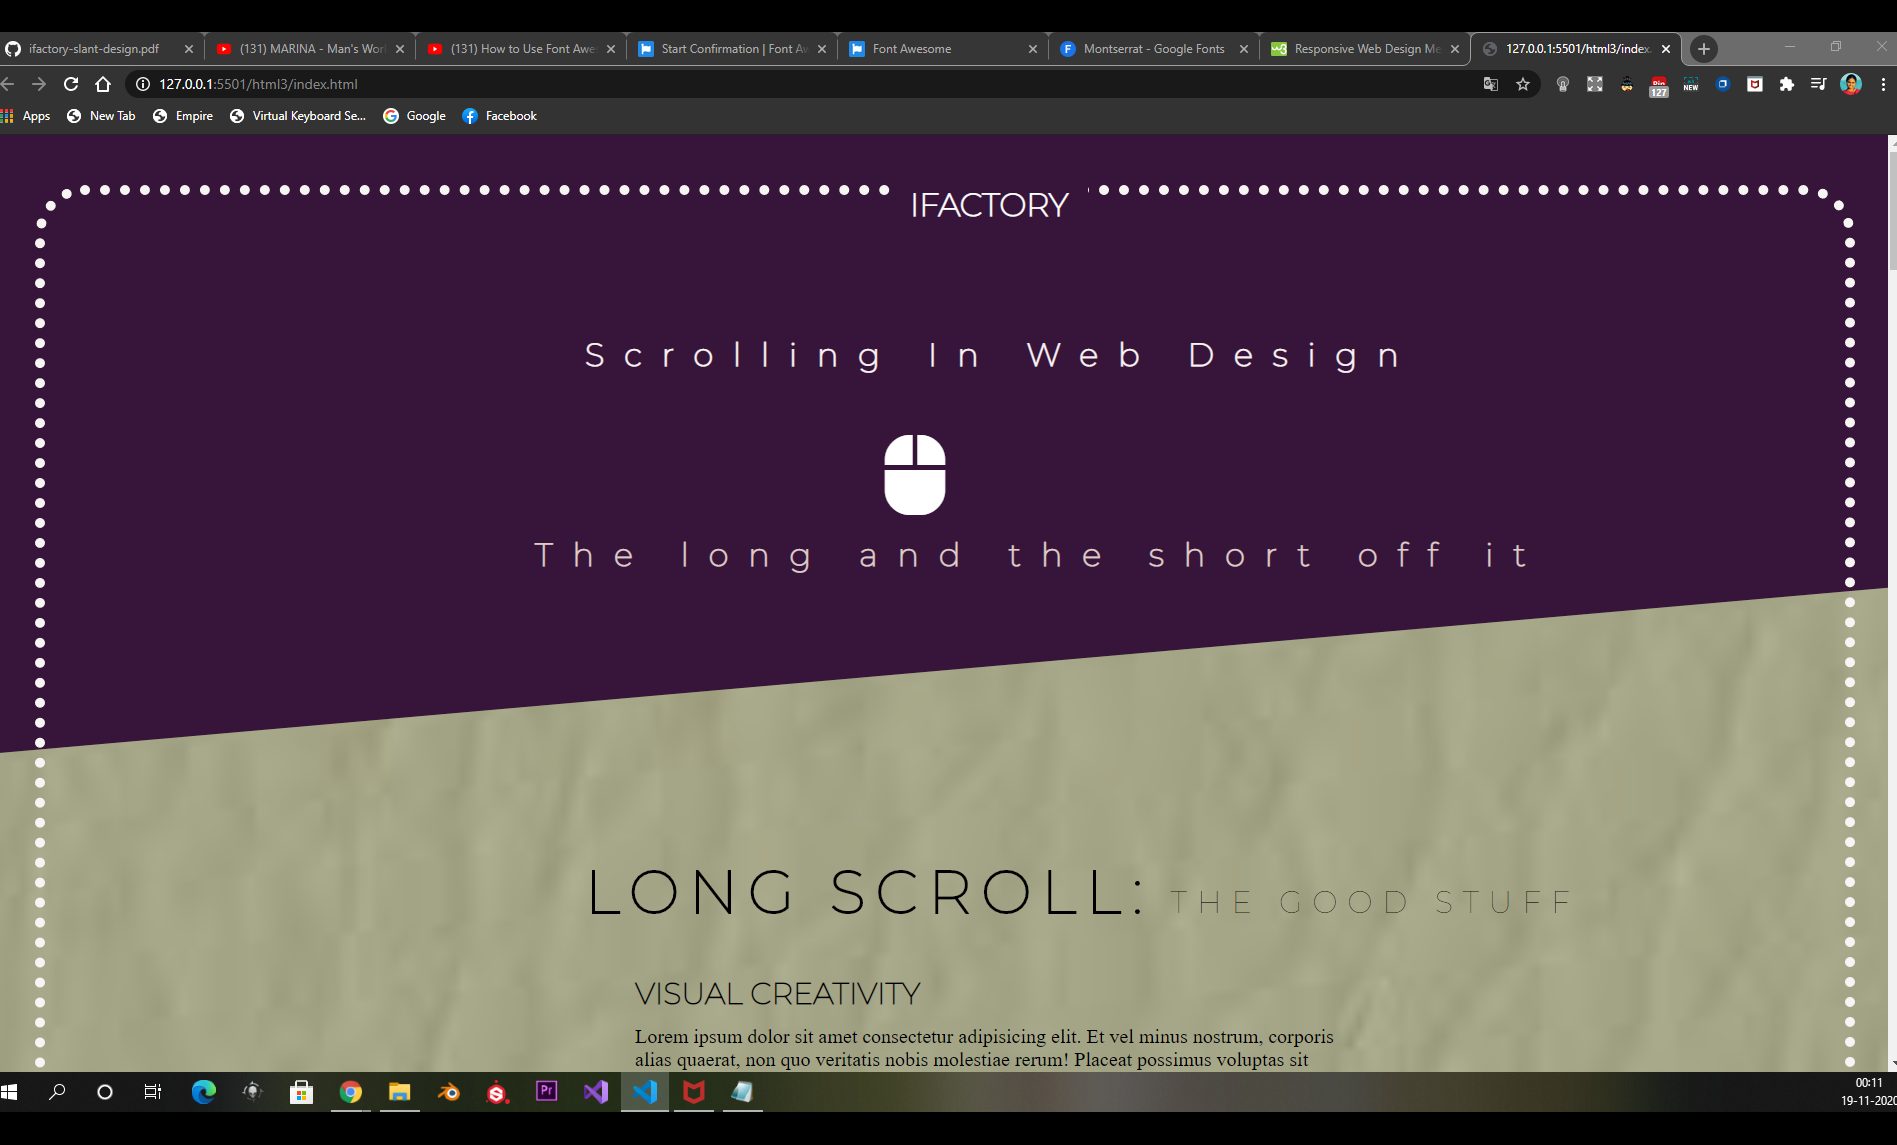 ifactory-slant-design.pdf
(131) MARINA - Man's Wor
(131) How to Use Font Awe
Start Confirmation | Font A
Font Awesome
Montserrat - Google Fonts
Responsive Web Design Me
127.0.0.1:5501/html3/index.
127.0.0.1:5501/html3/index.html
127
NEW
Apps
New Tab
Empire
Virtual Keyboard Se...
Google
Facebook
IFACTORY
Scrolling In Web Design
The long and the short off it
LONG SCROLL: THE GOOD STUFF
VISUAL CREATIVITY
Lorem ipsum dolor sit amet consectetur adipisicing elit. Et vel minus nostrum, corporis
alias quaerat, non quo veritatis nobis molestiae rerum! Placeat possimus voluptas sit
Pr
00:11
19-11-2020